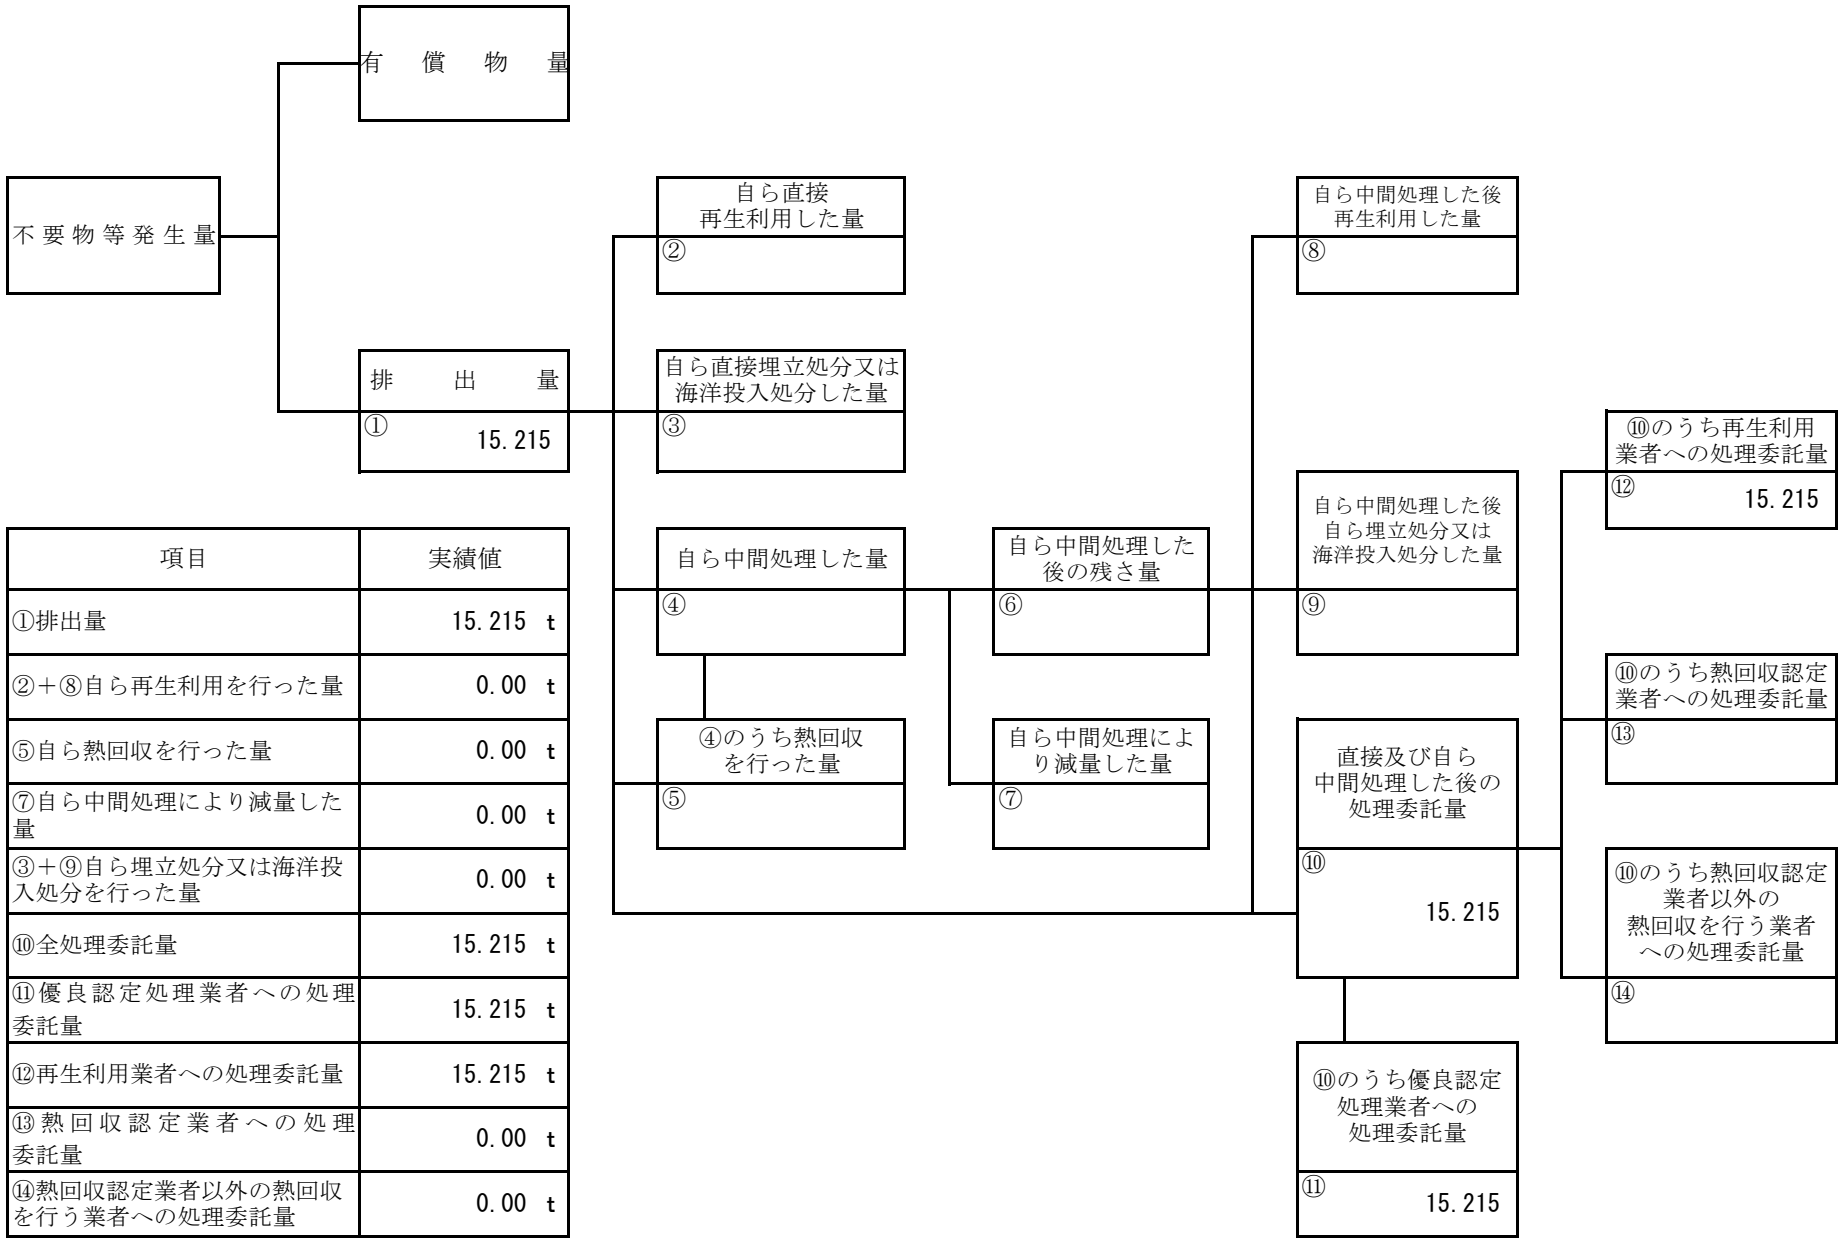 有償物量
不要物等発生量
自ら直接
再生利用した量
②
自ら中間処理した後
再生利用した量
⑧
排出量
①
15.215
自ら直接埋立処分又は
海洋投入処分した量
③
⑩のうち再生利用
業者への処理委託量
⑫
15.215
自ら中間処理した量
④
自ら中間処理した
後の残さ量
⑥
自ら中間処理した後
自ら埋立処分又は
海洋投入処分した量
⑨
⑩のうち熱回収認定
業者への処理委託量
⑬
④のうち熱回収
を行った量
⑤
自ら中間処理によ
り減量した量
⑦
直接及び自ら
中間処理した後の
処理委託量
⑩
15.215
⑩のうち熱回収認定
業者以外の
熱回収を行う業者
への処理委託量
⑭
⑩のうち優良認定
処理業者への
処理委託量
⑪
15.215
項目 実績値
①排出量 15.215 t
②＋⑧自ら再生利用を行った量 0.00 t
⑤自ら熱回収を行った量 0.00 t
⑦自ら中間処理により減量した
量 0.00 t
③＋⑨自ら埋立処分又は海洋投
入処分を行った量 0.00 t
⑩全処理委託量 15.215 t
⑪優良認定処理業者への処理
委託量 15.215 t
⑫再生利用業者への処理委託量 15.215 t
⑬熱回収認定業者への処理
委託量 0.00 t
⑭熱回収認定業者以外の熱回収
を行う業者への処理委託量 0.00 t